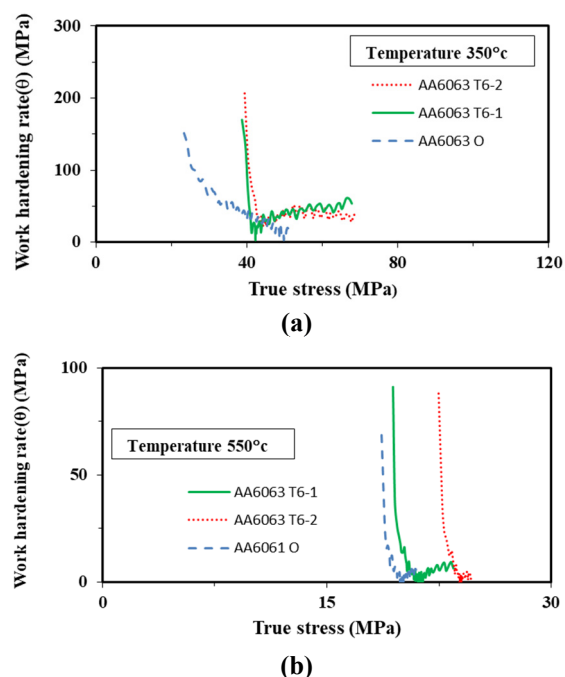 (a)
300
200
100
0
Work hardening rate(θ) (MPa)
Temperature 350°c
AA6063 T6-2
AA6063 T6-1
AA6063 O
0
40
80
120
True stress (MPa)
(a)
100
50
0
Work hardening rate(θ) (MPa)
Temperature 550°c
AA6063 T6-1
AA6063 T6-2
AA6061 O
0
15
30
True stress (MPa)
(b)